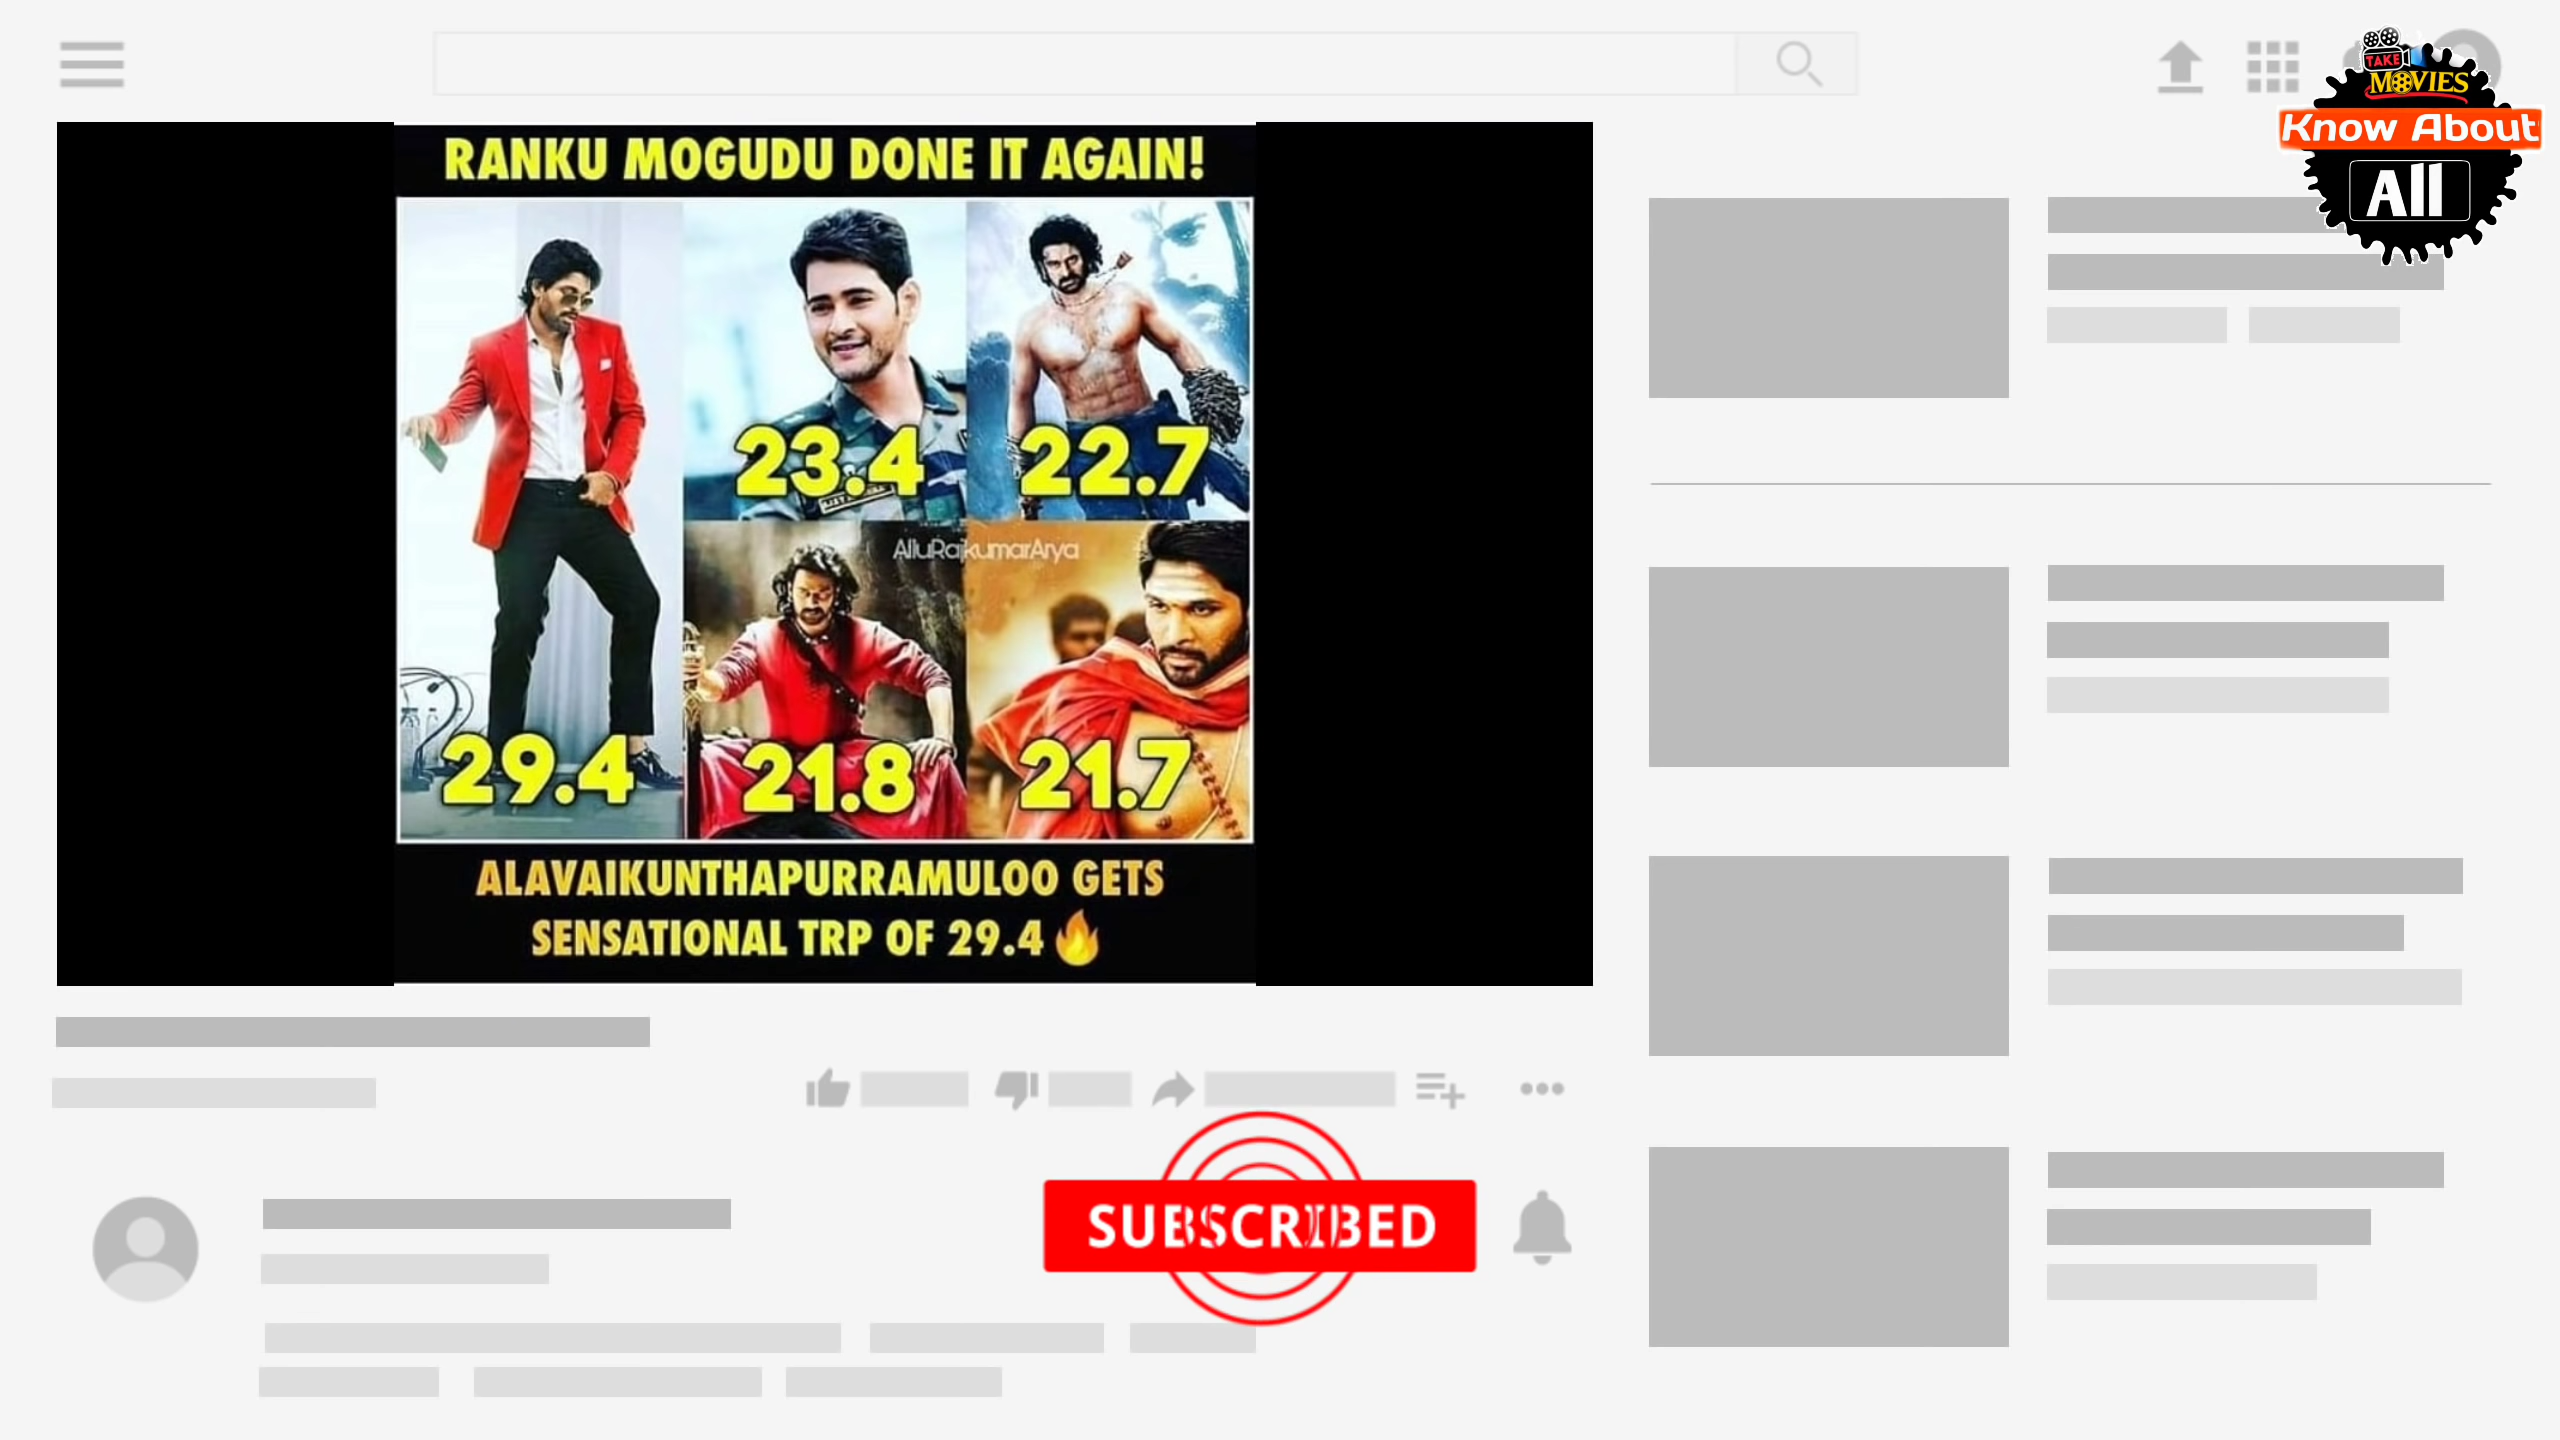 TAKE
MOVIES
Know About
All
RANKU MOGUDU DONE IT AGAIN!
23.4
22.7
AlluRajkumarArya
29.4
21.8
21.7
ALAVAIKUNTHAPURRAMULOO GETS
SENSATIONAL TRP OF 29.4
SUBSCRIBED